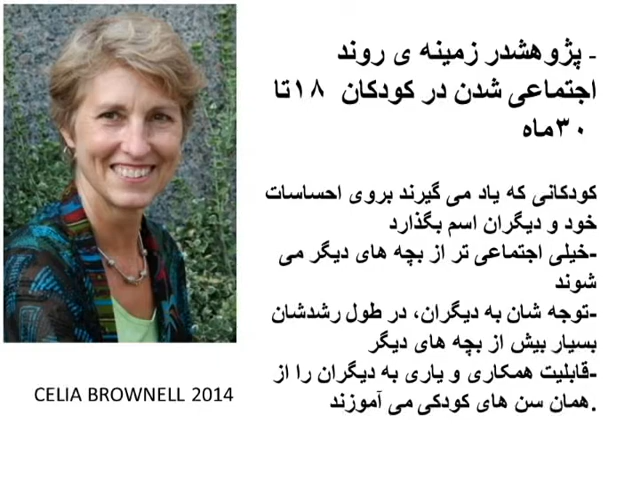 - پژوهشدر زمینه ی روند
اجتماعی شدن در کودکان ۱۸تا
۳۰ماه
کودکانی که یاد می گیرند بروی احساسات
خود و دیگران اسم بگذارد
-خیلی اجتماعی تر از بچه های دیگر می
شوند
-توجه شان به دیگران، در طول رشدشان
بسیار بیش از بچه های دیگر
-قابلیت همکاری و یاری به دیگران را از
.همان سن های کودکی می آموزند
CELIA BROWNELL 2014